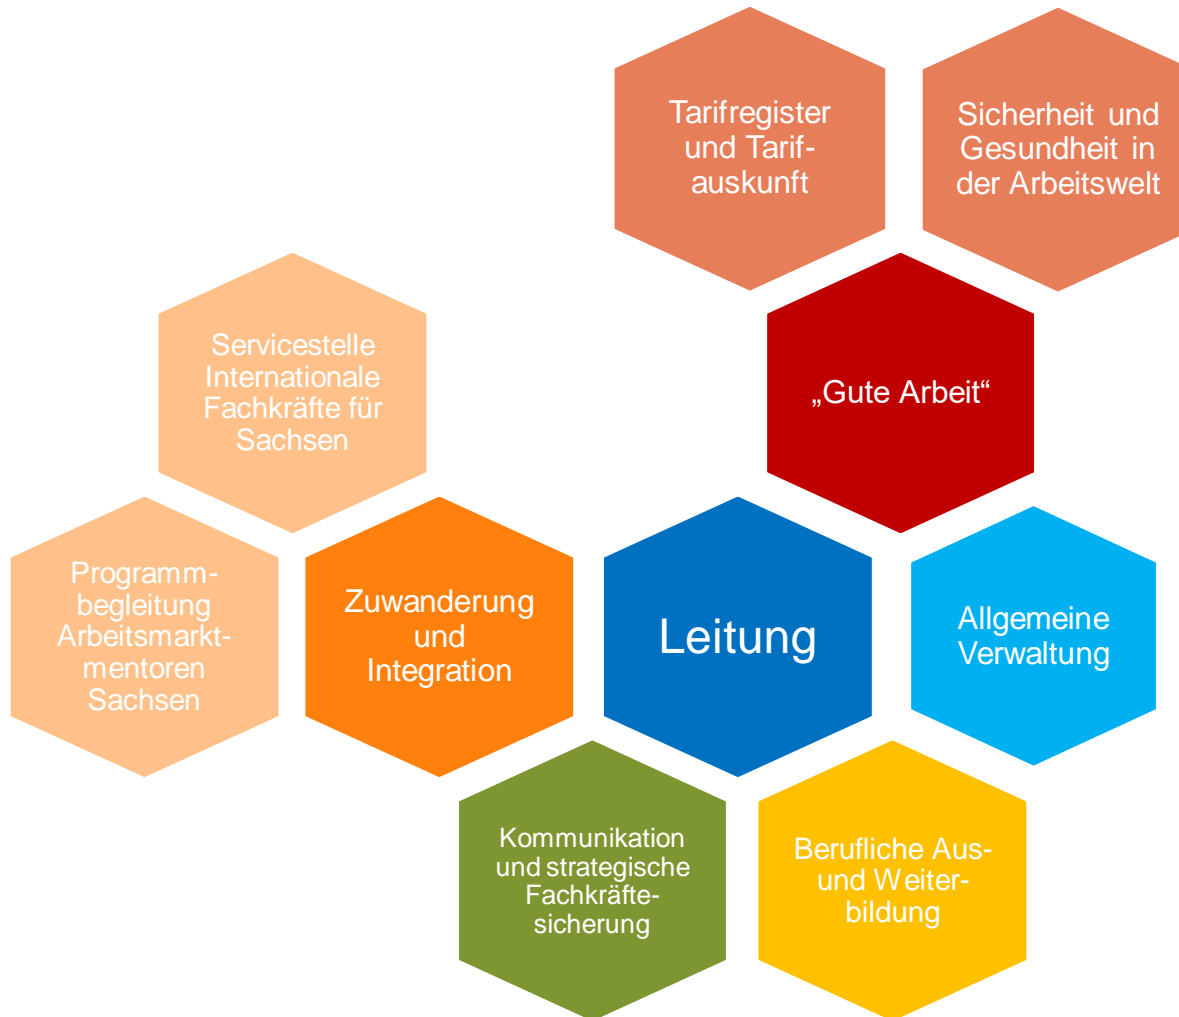 Tarifregister
und Tarif-
auskunft
Sicherheit und
Gesundheit in
der Arbeitswelt
Servicestelle
Internationale
Fachkräfte für
Sachsen
„Gute Arbeit“
Programm-
begleitung
Arbeitsmarkt-
mentoren
Sachsen
Zuwanderung
und
Integration
Leitung
Allgemeine
Verwaltung
Kommunikation
und strategische
Fachkräfte-
sicherung
Berufliche Aus-
und Weiter-
bildung